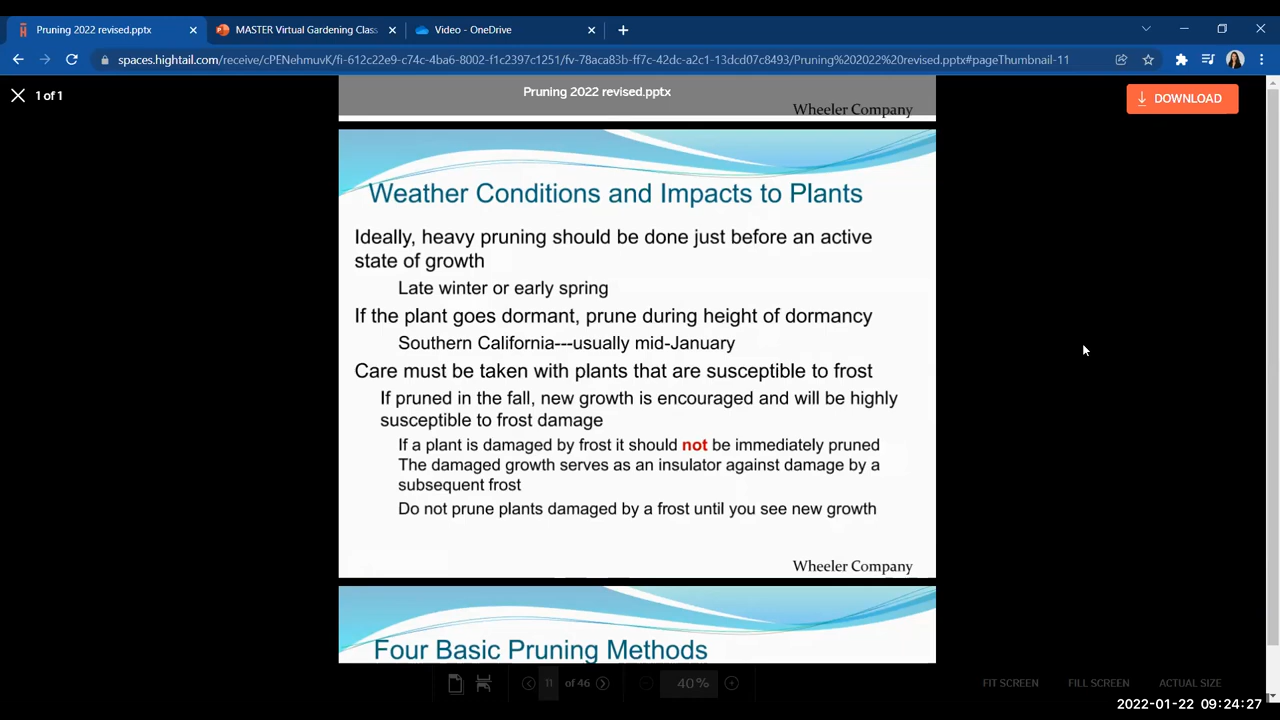 Pruning 2022 revised.pptx
MASTER Virtual Gardening Class
Video - OneDrive
spaces.hightail.com/receive/cPENehmuvK/fi-612c22e9-c74c-4ba6-8002-f1c2397c1251/fv-78aca83b-ff7c-42dc-a2c1-13dcd07c8493/Pruning%202022%20revised.pptx#pageThumbnail-11
1 of 1
Pruning 2022 revised.pptx
DOWNLOAD
Wheeler Company
Weather Conditions and Impacts to Plants
Ideally, heavy pruning should be done just before an active
state of growth
Late winter or early spring
If the plant goes dormant, prune during height of dormancy
Southern California---usually mid-January
Care must be taken with plants that are susceptible to frost
If pruned in the fall, new growth is encouraged and will be highly
susceptible to frost damage
If a plant is damaged by frost it should not be immediately pruned
The damaged growth serves as an insulator against damage by a
subsequent frost
Do not prune plants damaged by a frost until you see new growth
Wheeler Company
Four Basic Pruning Methods
11 of 46
40%
FIT SCREEN
FILL SCREEN
ACTUAL SIZE
2022-01-22 09:24:27